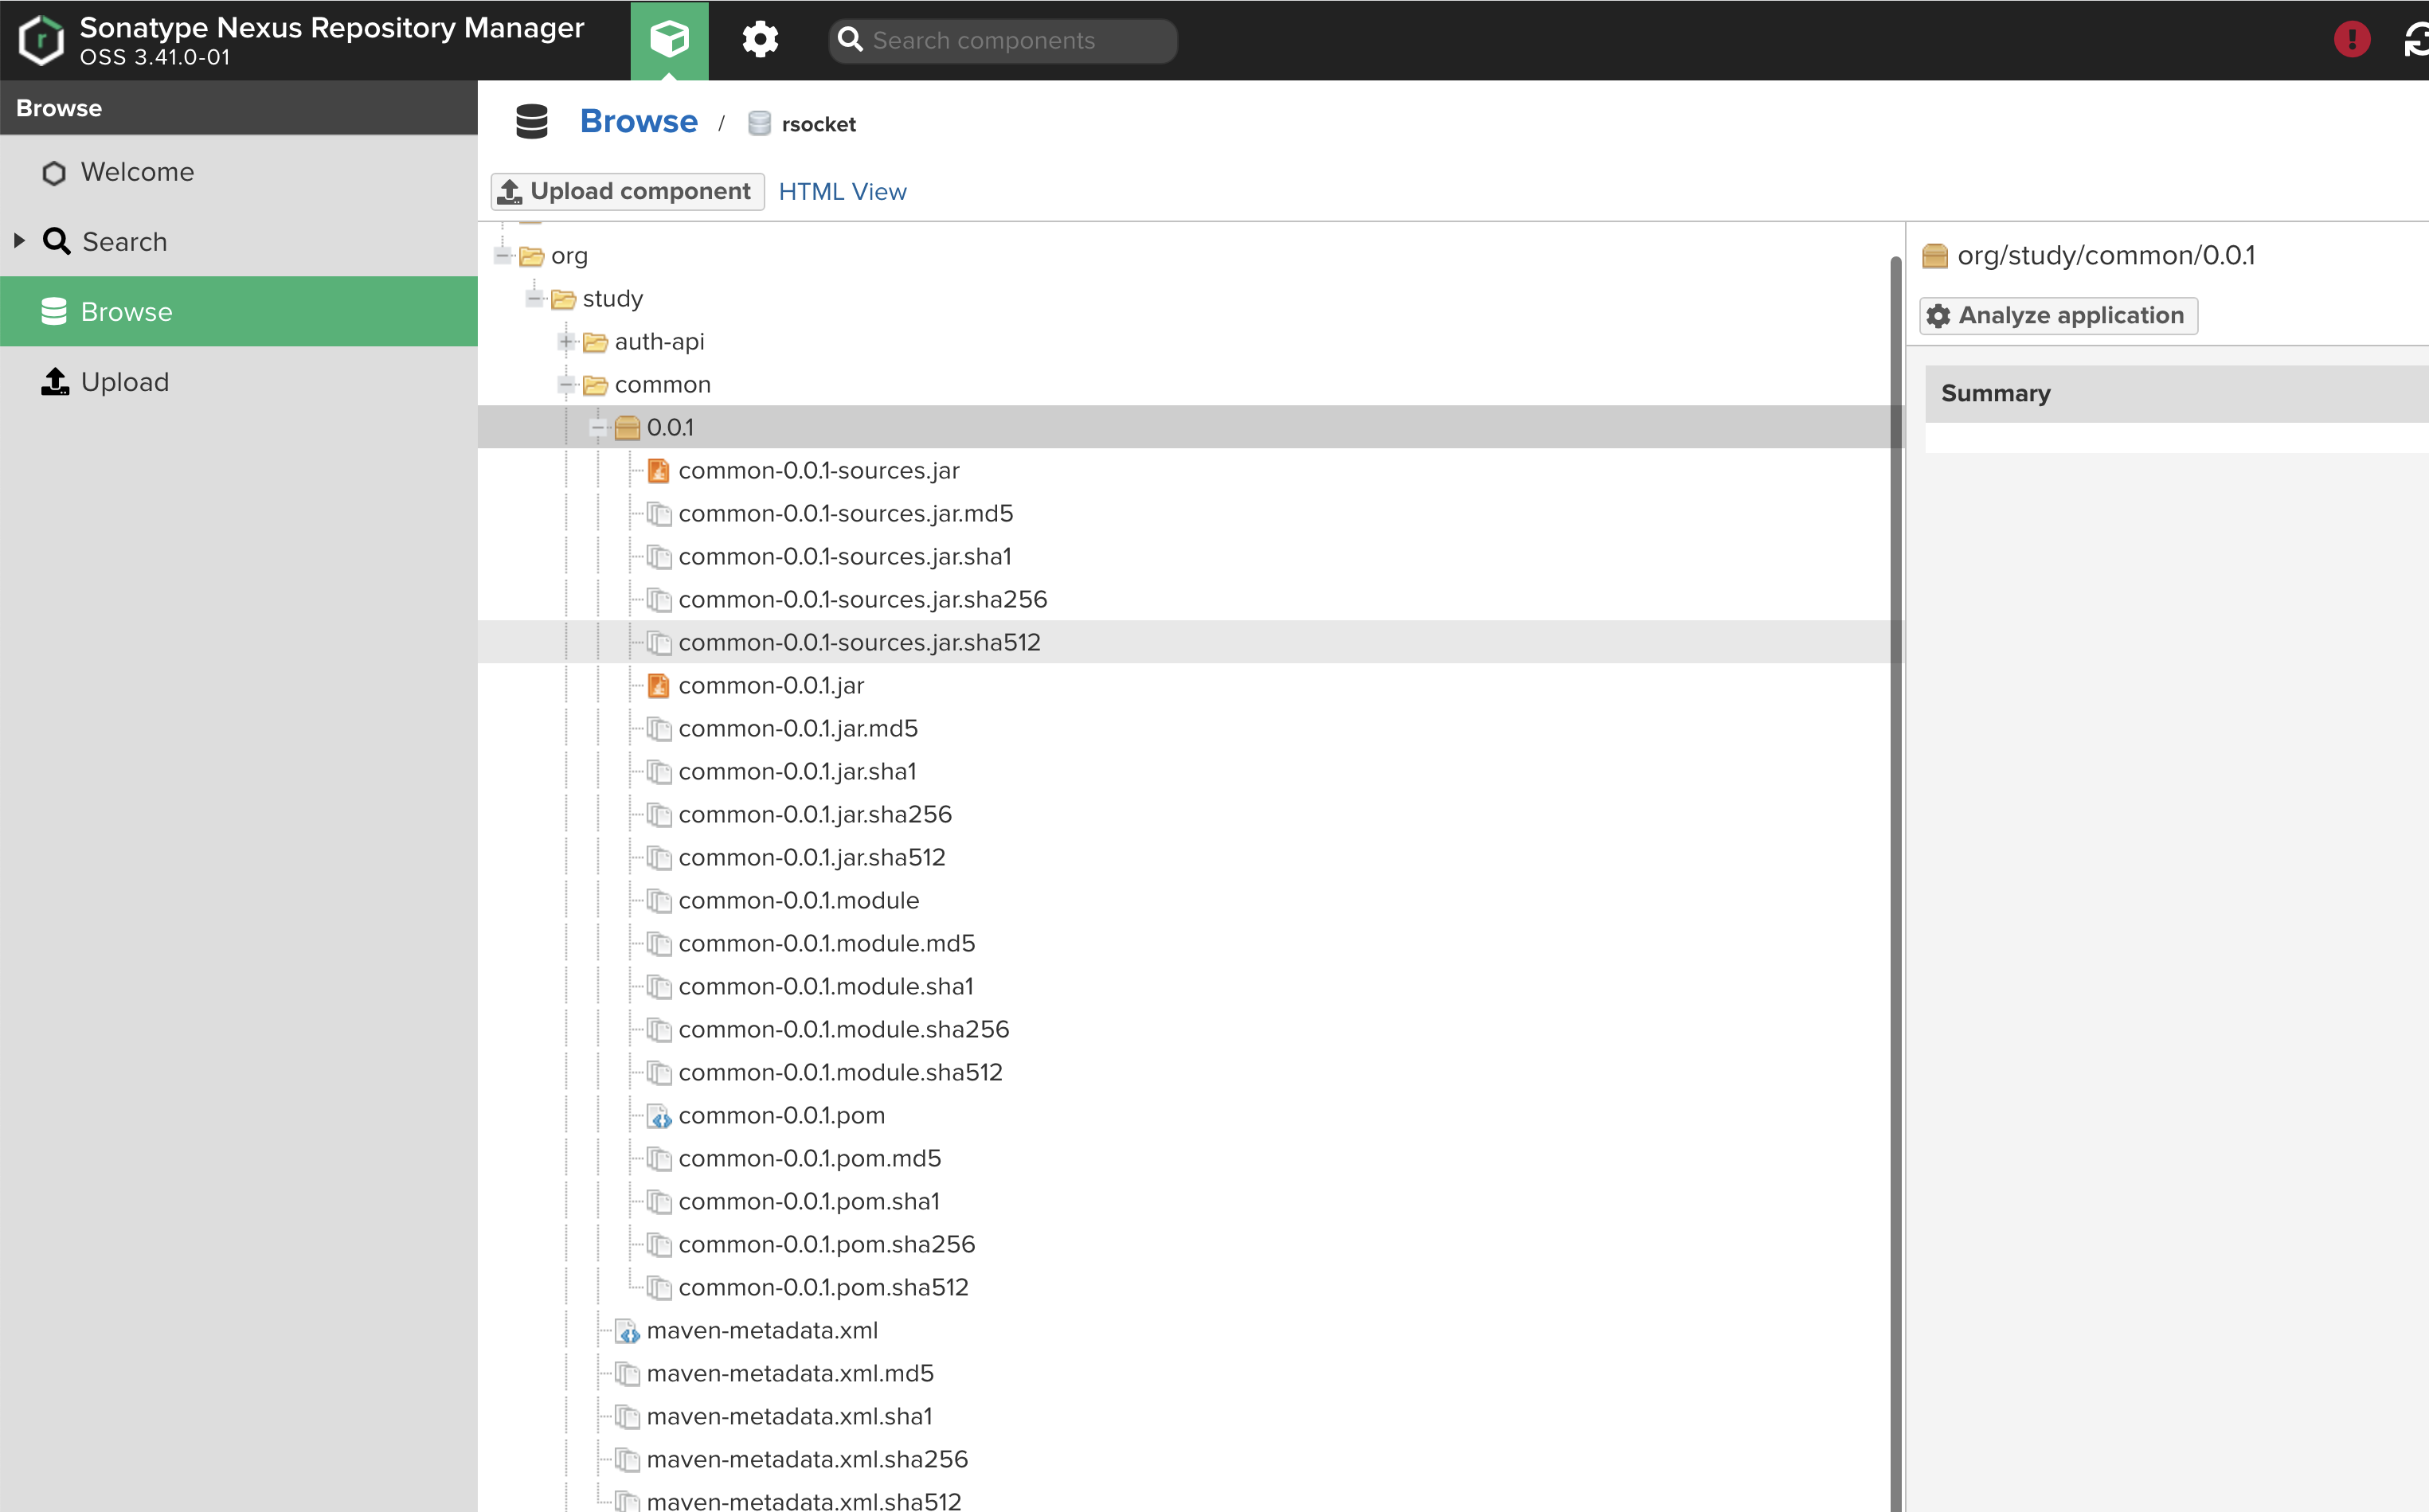 Sonatype Nexus Repository Manager
OSS 3.41.0-01
Search components
Browse
Welcome
Search
Browse
Upload
Browse / rsocket
Upload component HTML View
org
study
auth-api
common
0.0.1
common-0.0.1-sources.jar
common-0.0.1-sources.jar.md5
common-0.0.1-sources.jar.sha1
common-0.0.1-sources.jar.sha256
common-0.0.1-sources.jar.sha512
common-0.0.1.jar
common-0.0.1.jar.md5
common-0.0.1.jar.sha1
common-0.0.1.jar.sha256
common-0.0.1.jar.sha512
common-0.0.1.module
common-0.0.1.module.md5
common-0.0.1.module.sha1
common-0.0.1.module.sha256
common-0.0.1.module.sha512
common-0.0.1.pom
common-0.0.1.pom.md5
common-0.0.1.pom.sha1
common-0.0.1.pom.sha256
common-0.0.1.pom.sha512
maven-metadata.xml
maven-metadata.xml.md5
maven-metadata.xml.sha1
maven-metadata.xml.sha256
maven-metadata.xml.sha512
org/study/common/0.0.1
Analyze application
Summary